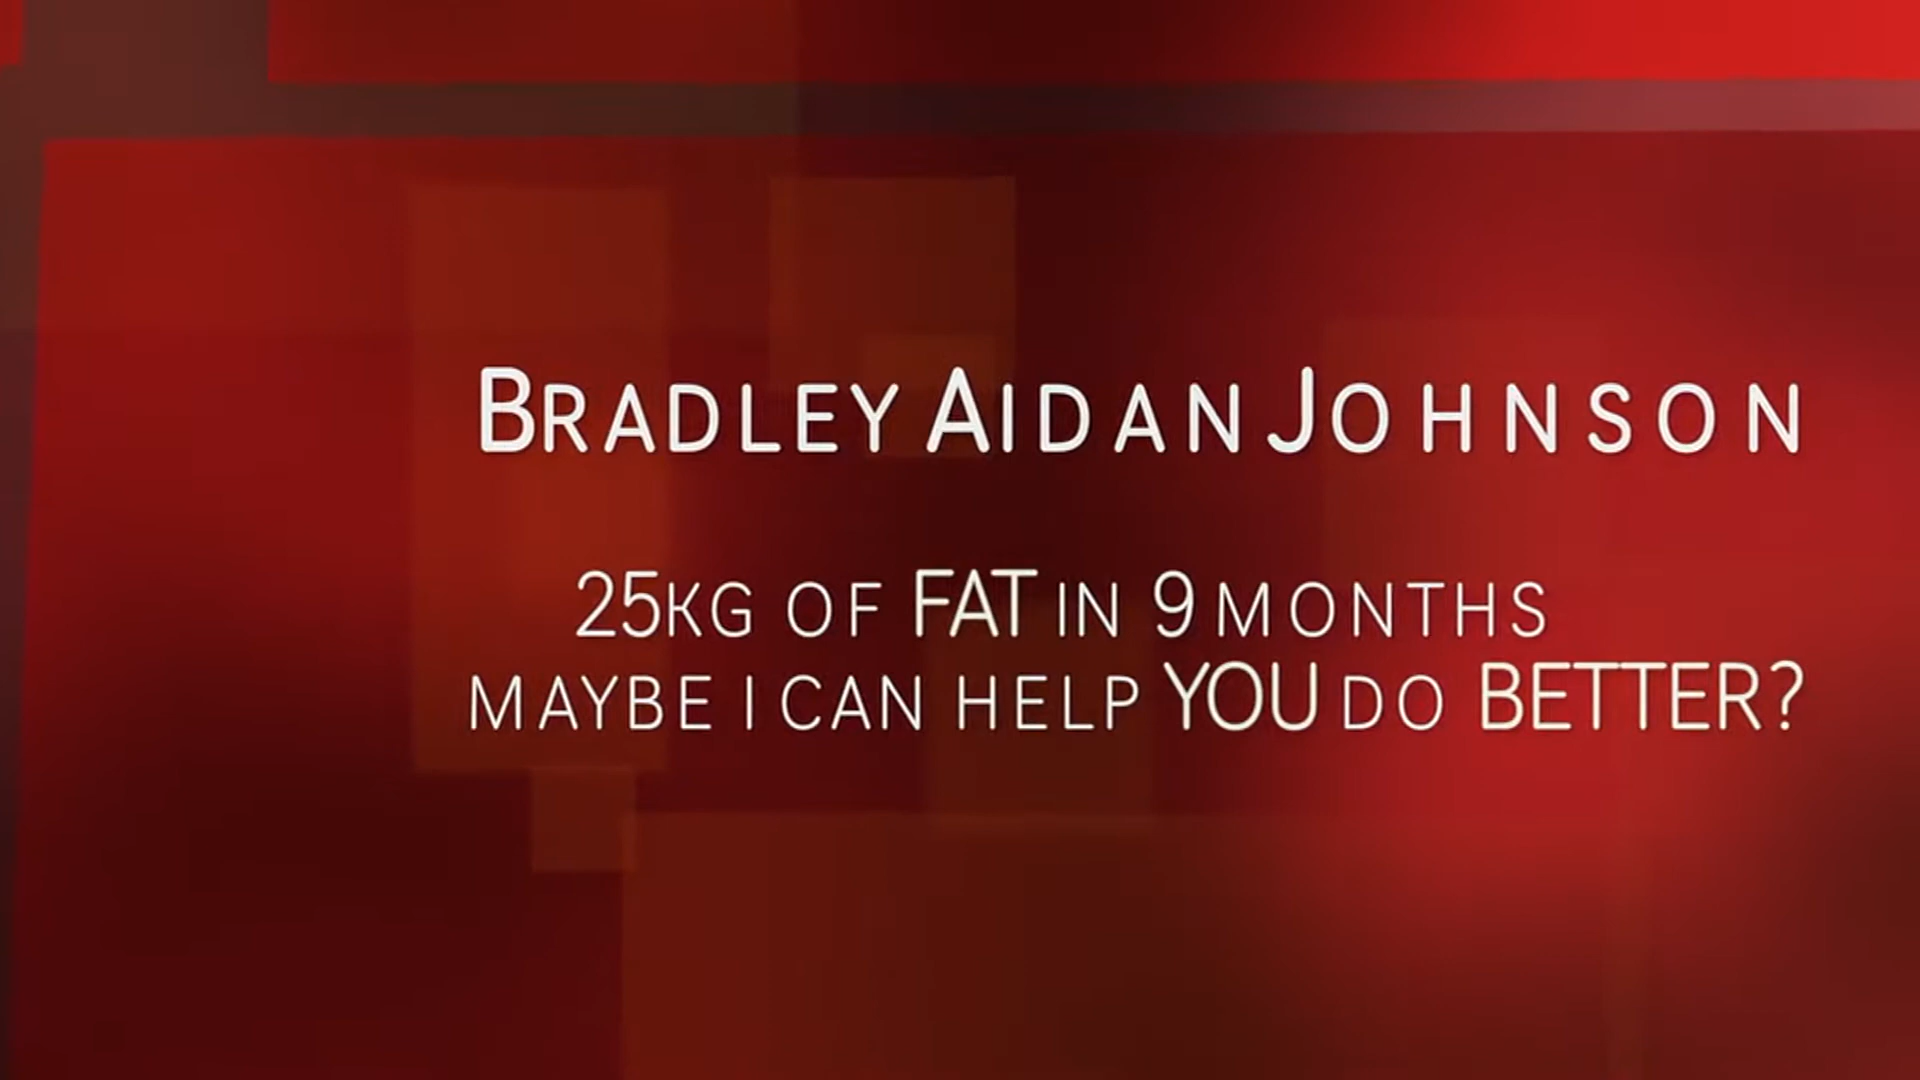 BRADLEY AIDAN JOHNSON
25KG OF FAT IN 9 MONTHS
MAYBE I CAN HELP YOU DO BETTER?